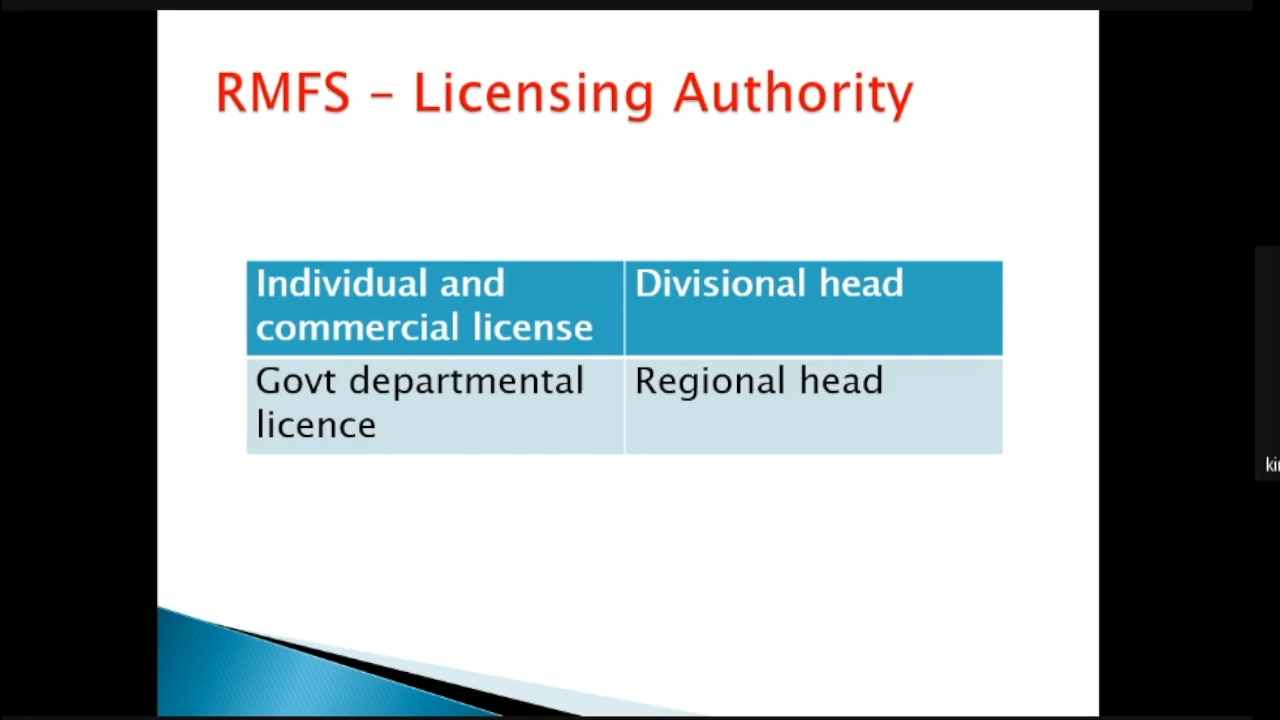 RMFS – Licensing Authority
Individual and
commercial license
Divisional head
Govt departmental
licence
Regional head